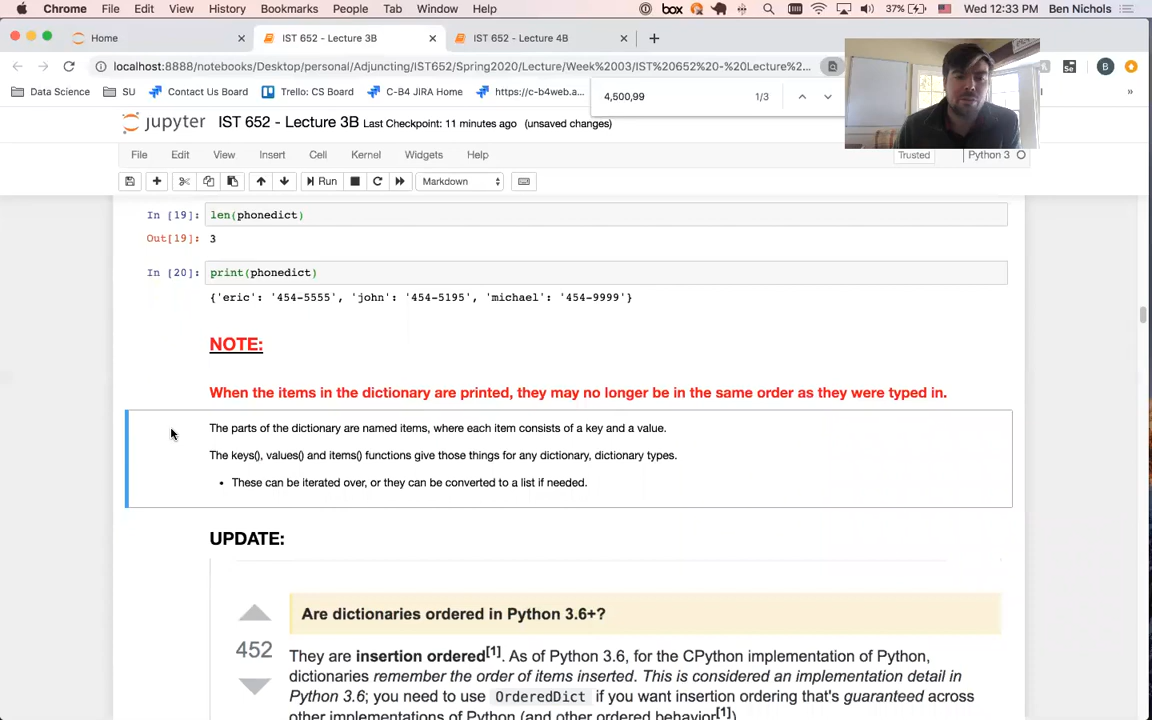 Chrome File Edit View History Bookmarks People Tab Window Help box 37% Wed 12:33 PM Ben Nichols
Home IST 652 - Lecture 3B IST 652 - Lecture 4B
localhost:8888/notebooks/Desktop/personal/Adjuncting/IST652/Spring2020/Lecture/Week%2003/IST%20652%20-%20Lecture%2... Se B
Data Science SU Contact Us Board Trello: CS Board C-B4 JIRA Home https://c-b4web.a... »
4,500,99 1/3
jupyter IST 652 - Lecture 3B Last Checkpoint: 11 minutes ago (unsaved changes)
File Edit View Insert Cell Kernel Widgets Help Trusted Python 3
Run Markdown
In [19]: len(phonedict)
Out[19]: 3
In [20]: print(phonedict)
{'eric': '454-5555', 'john': '454-5195', 'michael': '454-9999'}
NOTE:
When the items in the dictionary are printed, they may no longer be in the same order as they were typed in.
The parts of the dictionary are named items, where each item consists of a key and a value.
The keys(), values() and items() functions give those things for any dictionary, dictionary types.
• These can be iterated over, or they can be converted to a list if needed.
UPDATE:
Are dictionaries ordered in Python 3.6+?
452
They are insertion ordered[1]. As of Python 3.6, for the CPython implementation of Python,
dictionaries remember the order of items inserted. This is considered an implementation detail in
Python 3.6; you need to use OrderedDict if you want insertion ordering that's guaranteed across
other implementations of Python (and other ordered behavior[1]).